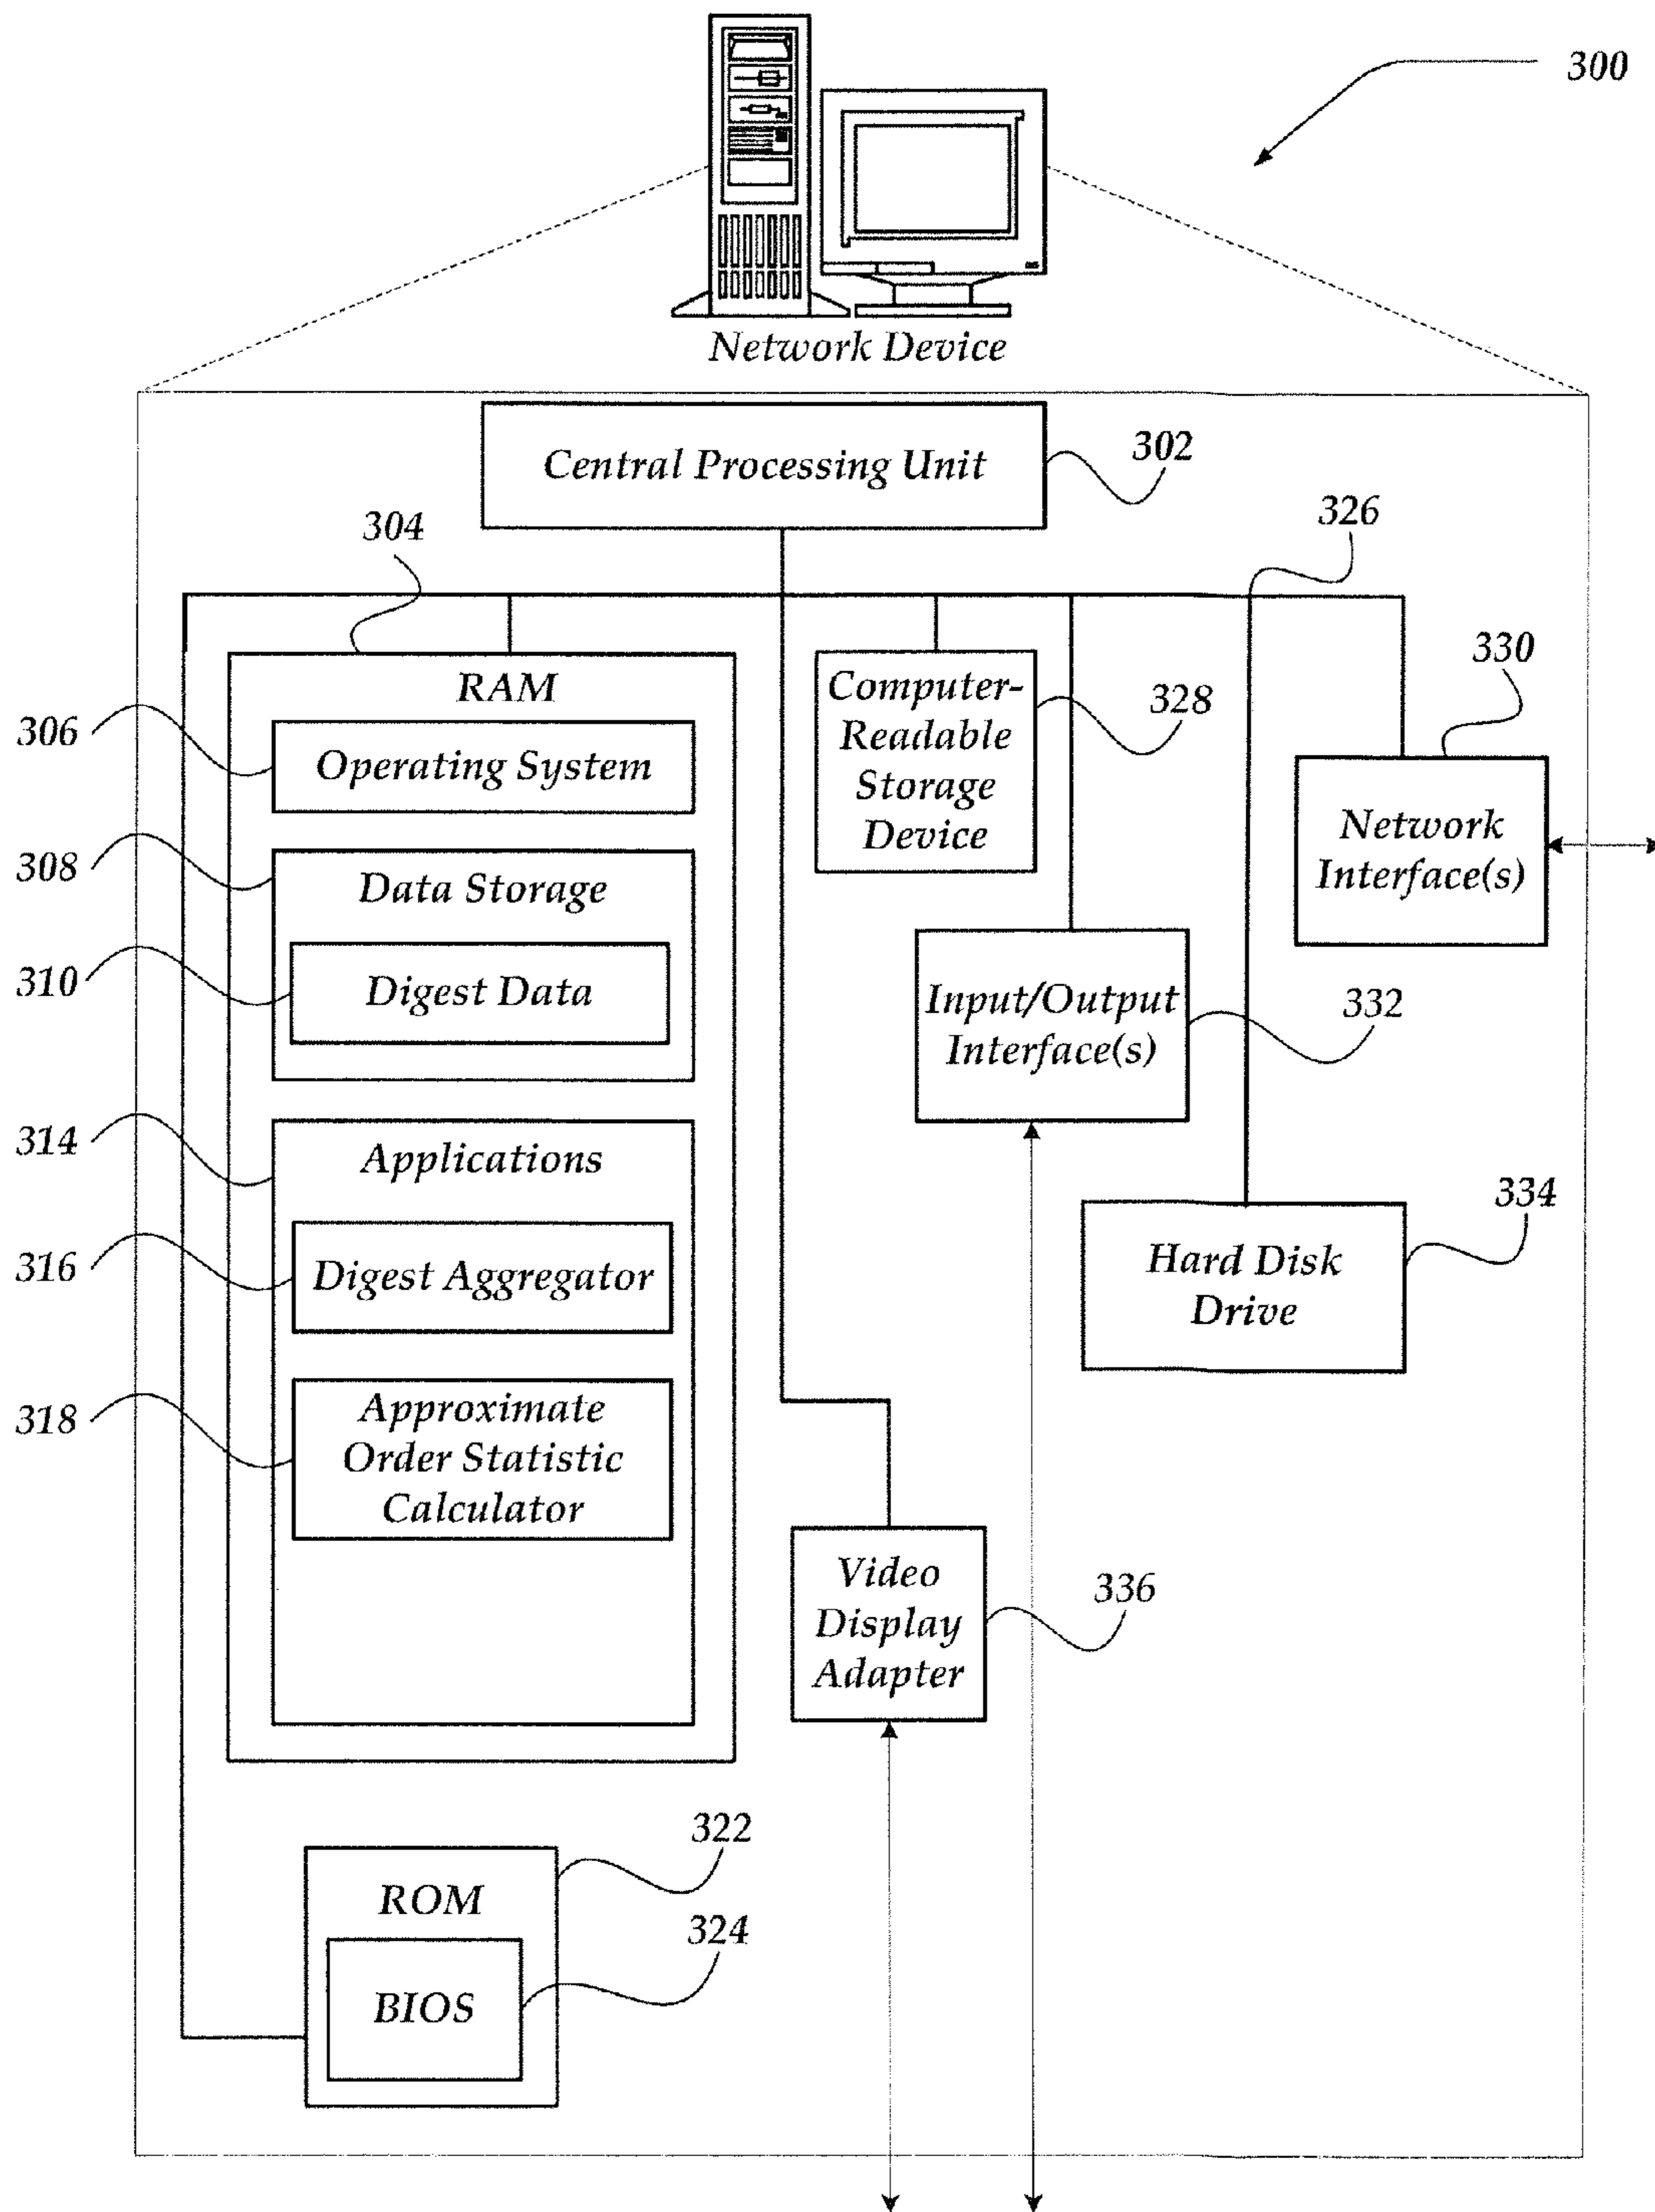 300
Network Device
Central Processing Unit
302
304
326
RAM
306
Operating System
308
Data Storage
310
Digest Data
314
Applications
316
Digest Aggregator
318
Approximate
Order Statistic
Calculator
Computer-
Readable
Storage
Device
328
330
Network
Interface(s)
Input/Output
Interface(s)
332
334
Hard Disk
Drive
Video
Display
Adapter
336
322
ROM
324
BIOS